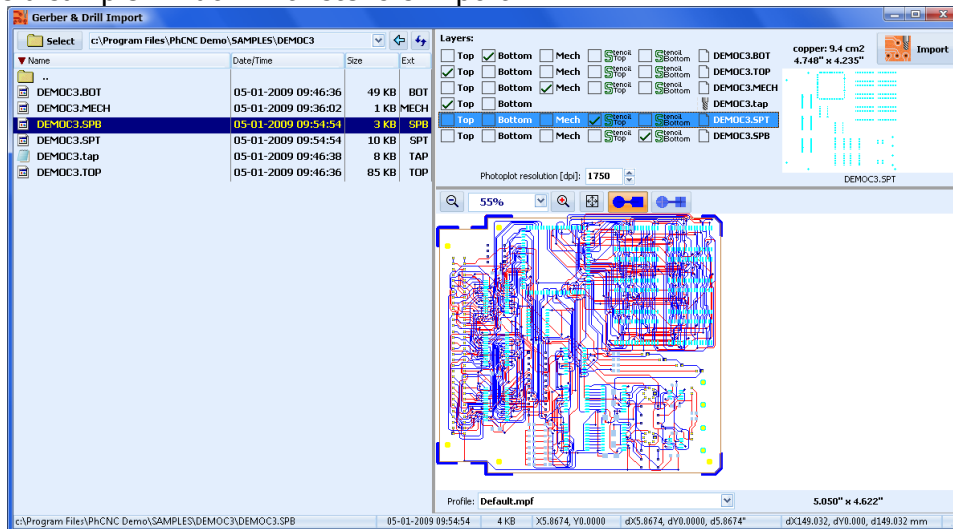 Gerber & Drill Import
Select c:\Program Files\PhCNC Demo\SAMPLES\DEMOC3
Name Date/Time Size Ext
..
DEMOC3.BOT 05-01-2009 09:46:36 49 KB BOT
DEMOC3.MECH 05-01-2009 09:36:02 1 KB MECH
DEMOC3.SPB 05-01-2009 09:54:54 3 KB SPB
DEMOC3.SPT 05-01-2009 09:54:54 10 KB SPT
DEMOC3.tap 05-01-2009 09:46:38 8 KB TAP
DEMOC3.TOP 05-01-2009 09:46:36 85 KB TOP
Layers:
Top Bottom Mech Stencil Top Stencil Bottom DEMOC3.BOT
Top Bottom Mech Stencil Top Stencil Bottom DEMOC3.TOP
Top Bottom Mech Stencil Top Stencil Bottom DEMOC3.MECH
Top Bottom DEMOC3.tap
Top Bottom Mech Stencil Top Stencil Bottom DEMOC3.SPT
Top Bottom Mech Stencil Top Stencil Bottom DEMOC3.SPB
Photoplot resolution [dpi]: 1750
copper: 9.4 cm2
4.748" x 4.235"
Import
DEMOC3.SPT
55%
Profile: Default.mpf
5.050" x 4.622"
c:\Program Files\PhCNC Demo\SAMPLES\DEMOC3\DEMOC3.SPB 05-01-2009 09:54:54 4 KB X5.8674, Y0.0000 dX5.8674, dY0.0000, d5.8674" dX149.032, dY0.000, d149.032 mm